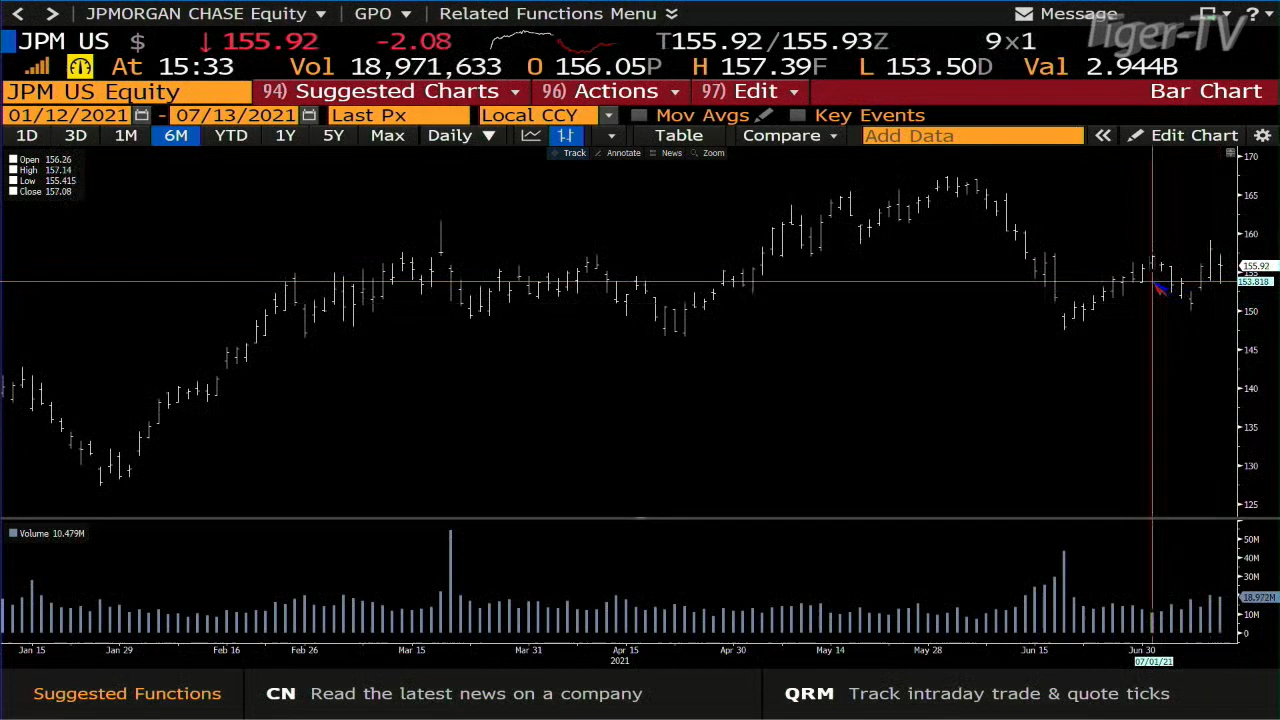 < > JPMORGAN CHASE Equity ▾ GPO ▾ Related Functions Menu Message ? ▾
Tiger-TV
JPM US $ ↓ 155.92 -2.08 T155.92/155.93Z 9x1
At 15:33 Vol 18,971,633 O 156.05P H 157.39F L 153.50D Val 2.944B
JPM US Equity 94) Suggested Charts 96) Actions 97) Edit Bar Chart
01/12/2021 - 07/13/2021 Last Px Local CCY Mov Avgs Key Events
1D 3D 1M 6M YTD 1Y 5Y Max Daily ▼ Table Compare Add Data « Edit Chart
Track Annotate News Zoom
Open 156.26
High 157.14
Low 155.415
Close 157.08
170
165
160
155.92
155
153.818
150
145
140
135
130
125
Volume 10.479M
50M
40M
30M
18.972M
10M
0
Jan 15 Jan 29 Feb 16 Feb 26 Mar 15 Mar 31 Apr 15 Apr 30 May 14 May 28 Jun 15 Jun 30
2021 07/01/21
Suggested Functions CN Read the latest news on a company QRM Track intraday trade & quote ticks